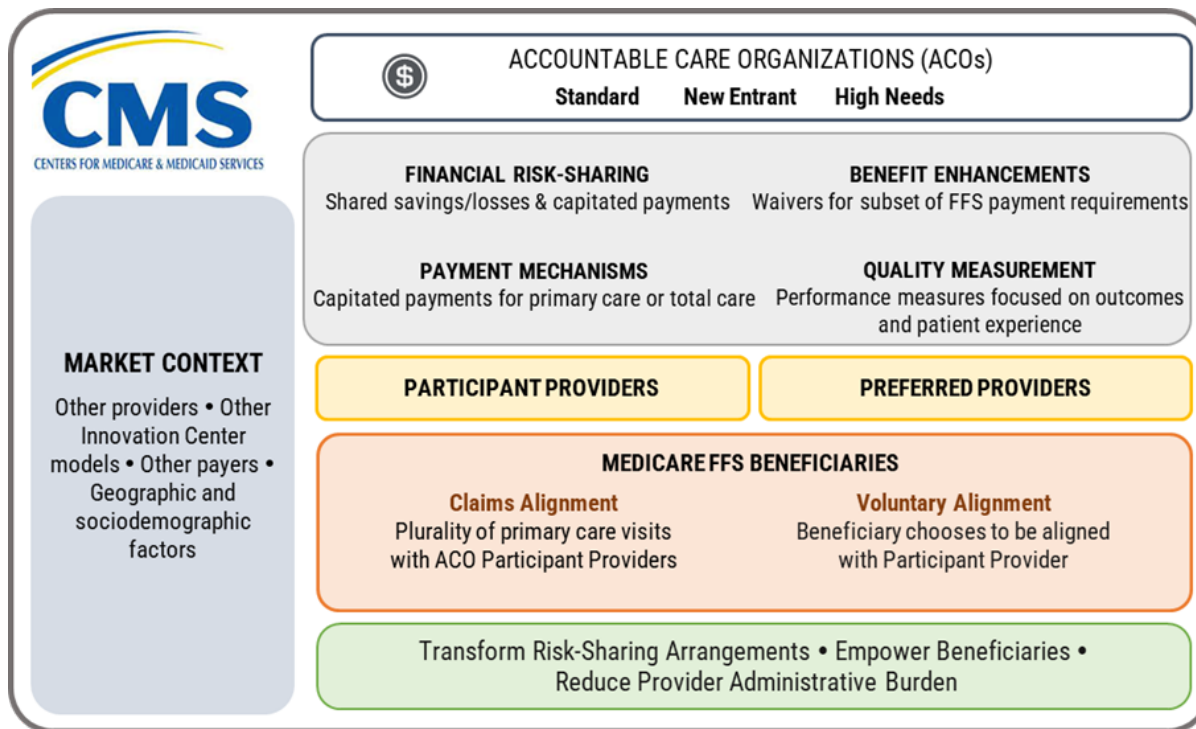 CMS
CENTERS FOR MEDICARE & MEDICAID SERVICES
MARKET CONTEXT
Other providers • Other
Innovation Center
models • Other payers •
Geographic and
sociodemographic
factors
$
ACCOUNTABLE CARE ORGANIZATIONS (ACOs)
Standard New Entrant High Needs
FINANCIAL RISK-SHARING
Shared savings/losses & capitated payments
BENEFIT ENHANCEMENTS
Waivers for subset of FFS payment requirements
PAYMENT MECHANISMS
Capitated payments for primary care or total care
QUALITY MEASUREMENT
Performance measures focused on outcomes
and patient experience
PARTICIPANT PROVIDERS
PREFERRED PROVIDERS
MEDICARE FFS BENEFICIARIES
Claims Alignment
Plurality of primary care visits
with ACO Participant Providers
Voluntary Alignment
Beneficiary chooses to be aligned
with Participant Provider
Transform Risk-Sharing Arrangements • Empower Beneficiaries •
Reduce Provider Administrative Burden